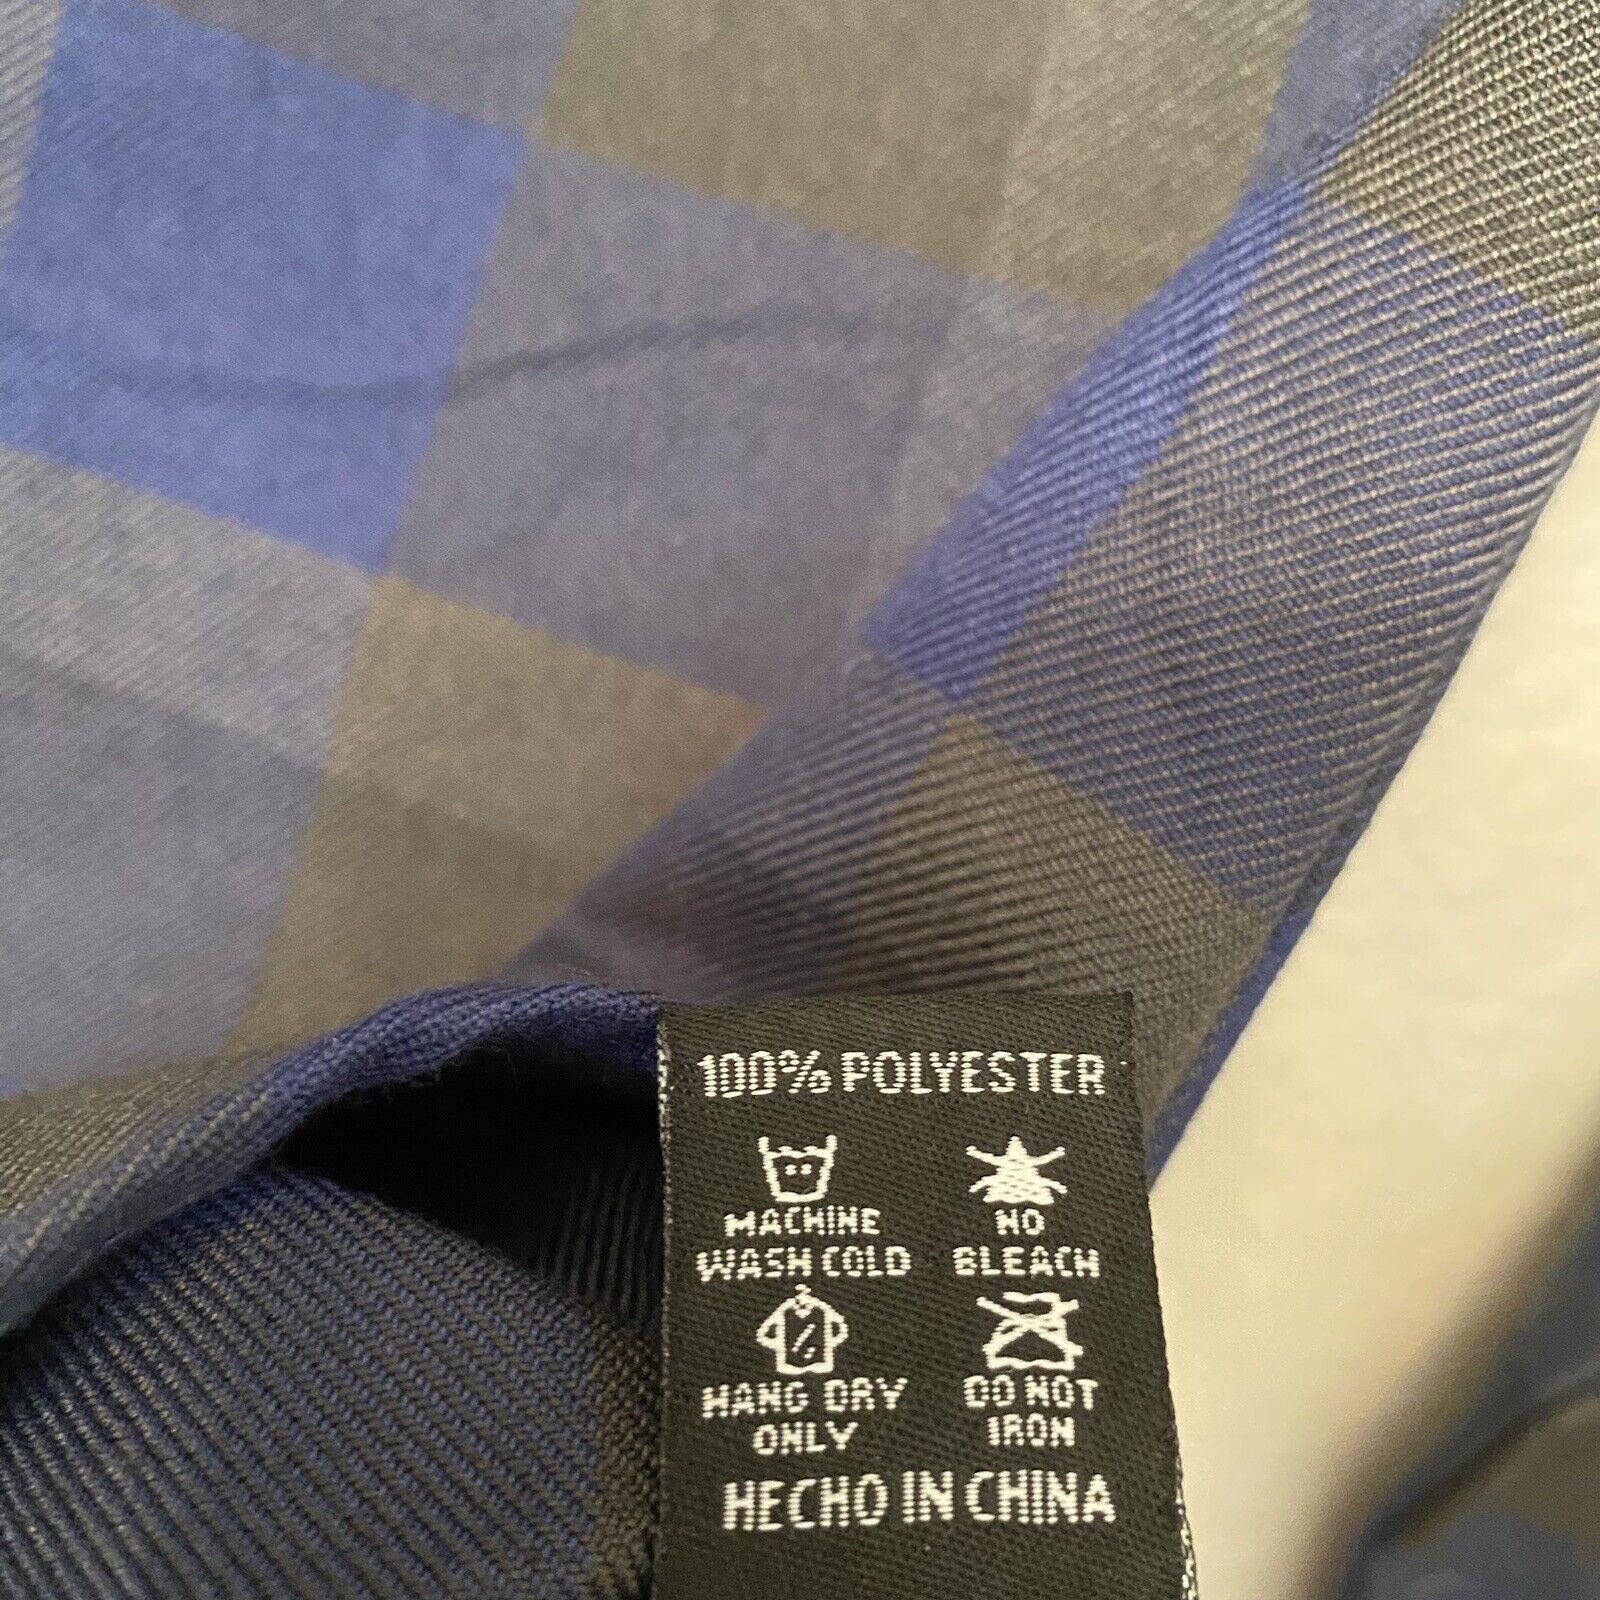 100% POLYESTER
MACHINE
WASH COLD
NO
BLEACH
HANG DRY
ONLY
DO NOT
IRON
HECHO IN CHINA